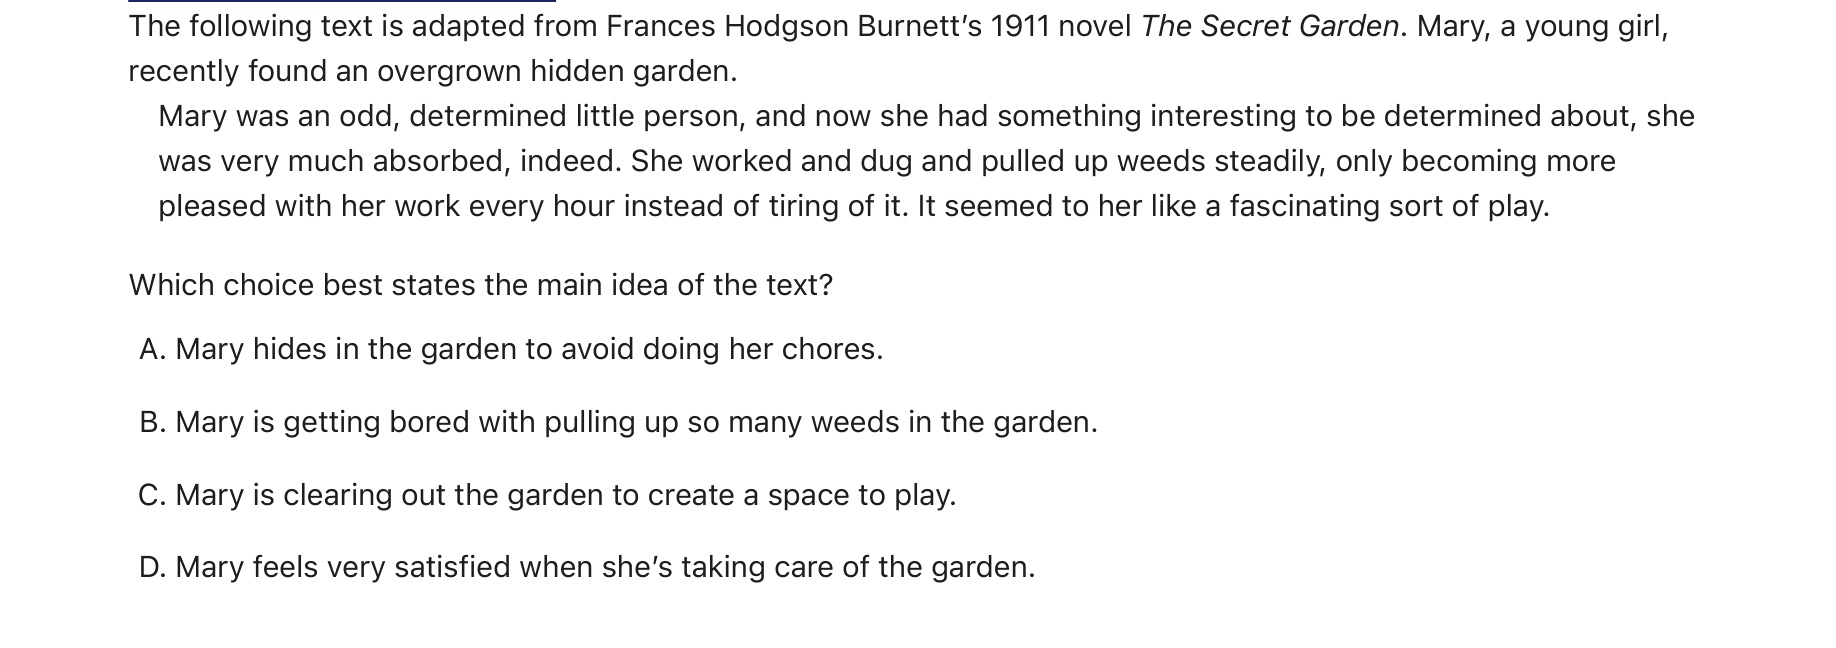 The following text is adapted from Frances Hodgson Burnett’s 1911 novel The Secret Garden. Mary, a young girl,
recently found an overgrown hidden garden.
Mary was an odd, determined little person, and now she had something interesting to be determined about, she
was very much absorbed, indeed. She worked and dug and pulled up weeds steadily, only becoming more
pleased with her work every hour instead of tiring of it. It seemed to her like a fascinating sort of play.
Which choice best states the main idea of the text?
A. Mary hides in the garden to avoid doing her chores.
B. Mary is getting bored with pulling up so many weeds in the garden.
C. Mary is clearing out the garden to create a space to play.
D. Mary feels very satisfied when she’s taking care of the garden.